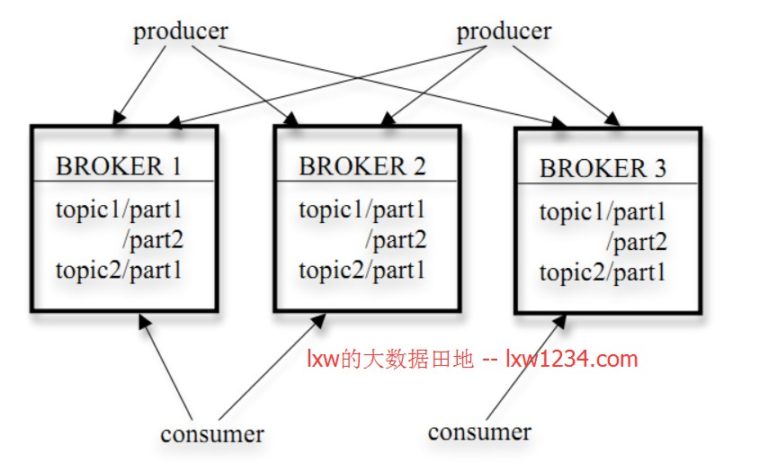 producer
producer
BROKER 1
topic1/part1
/part2
topic2/part1
BROKER 2
topic1/part1
/part2
topic2/part1
BROKER 3
topic1/part1
/part2
topic2/part1
lxw的大数据田地 -- lxw1234.com
consumer
consumer